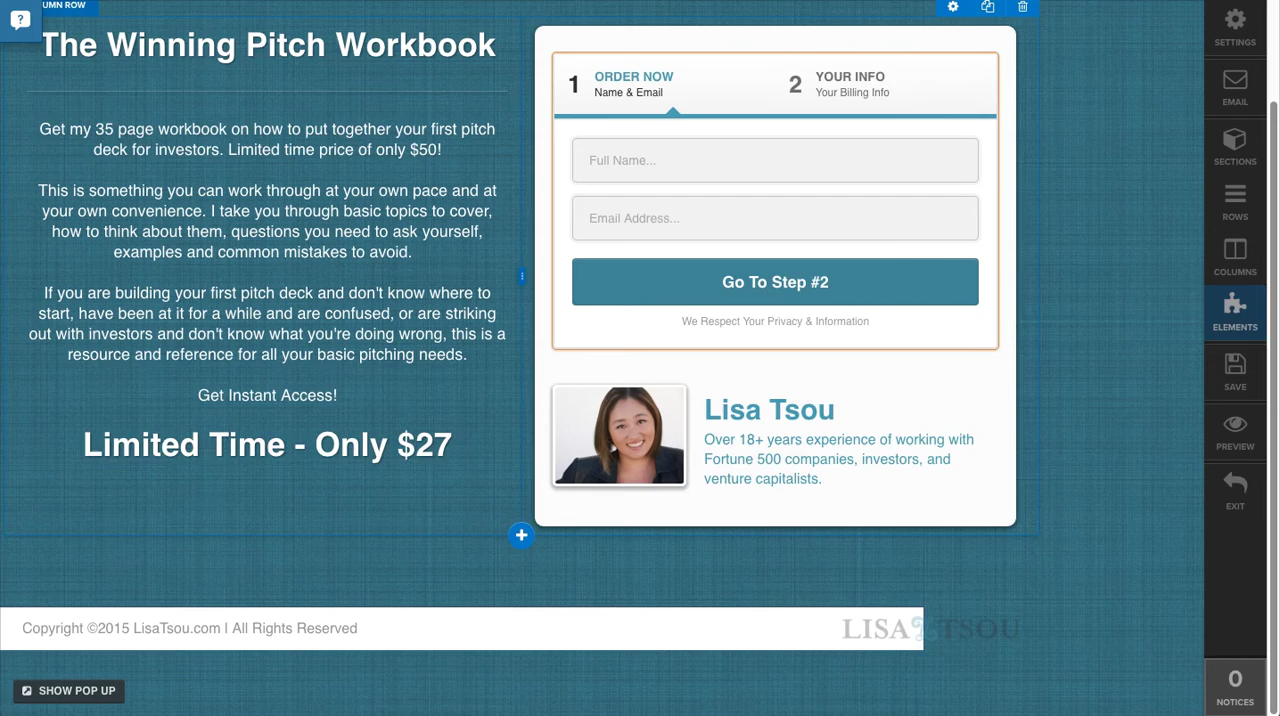 UMN ROW
The Winning Pitch Workbook
Get my 35 page workbook on how to put together your first pitch
deck for investors. Limited time price of only $50!
This is something you can work through at your own pace and at
your own convenience. I take you through basic topics to cover,
how to think about them, questions you need to ask yourself,
examples and common mistakes to avoid.
If you are building your first pitch deck and don't know where to
start, have been at it for a while and are confused, or are striking
out with investors and don't know what you're doing wrong, this is a
resource and reference for all your basic pitching needs.
Get Instant Access!
Limited Time - Only $27
1 ORDER NOW
Name & Email
2 YOUR INFO
Your Billing Info
Full Name...
Email Address...
Go To Step #2
We Respect Your Privacy & Information
Lisa Tsou
Over 18+ years experience of working with
Fortune 500 companies, investors, and
venture capitalists.
Copyright ©2015 LisaTsou.com | All Rights Reserved
LISA TSOU
SHOW POP UP
SETTINGS
EMAIL
SECTIONS
ROWS
COLUMNS
ELEMENTS
SAVE
PREVIEW
EXIT
0
NOTICES